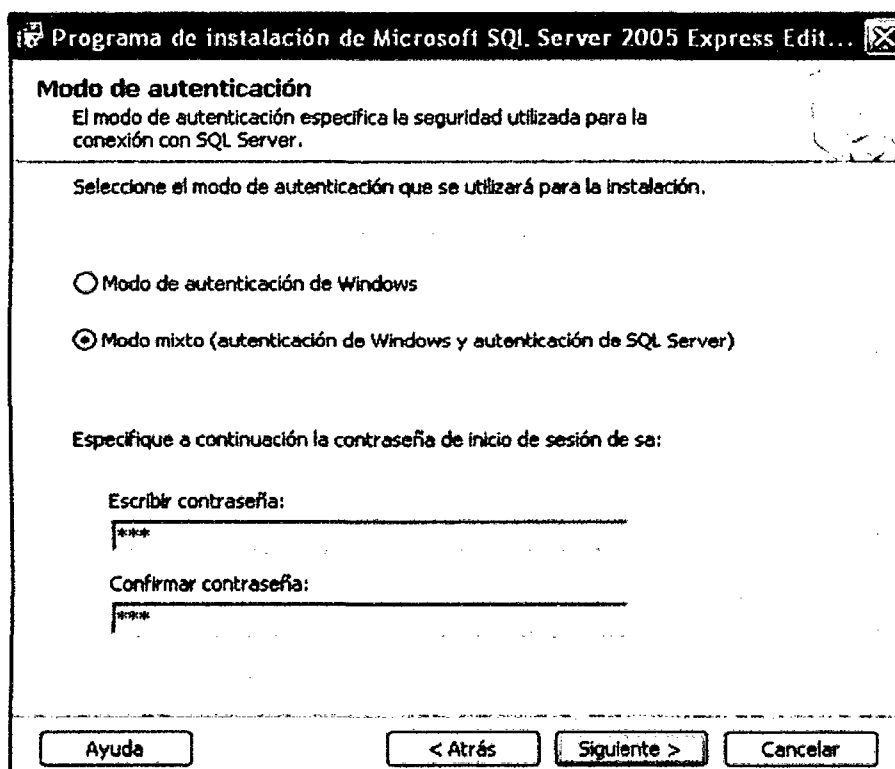 Programa de instalación de Microsoft SQL Server 2005 Express Edit...
Modo de autenticación
El modo de autenticación especifica la seguridad utilizada para la
conexión con SQL Server.
Seleccione el modo de autenticación que se utilizará para la instalación.
Modo de autenticación de Windows
Modo mixto (autenticación de Windows y autenticación de SQL Server)
Especifique a continuación la contraseña de inicio de sesión de sa:
Escribir contraseña:
***
Confirmar contraseña:
***
Ayuda
< Atrás
Siguiente >
Cancelar